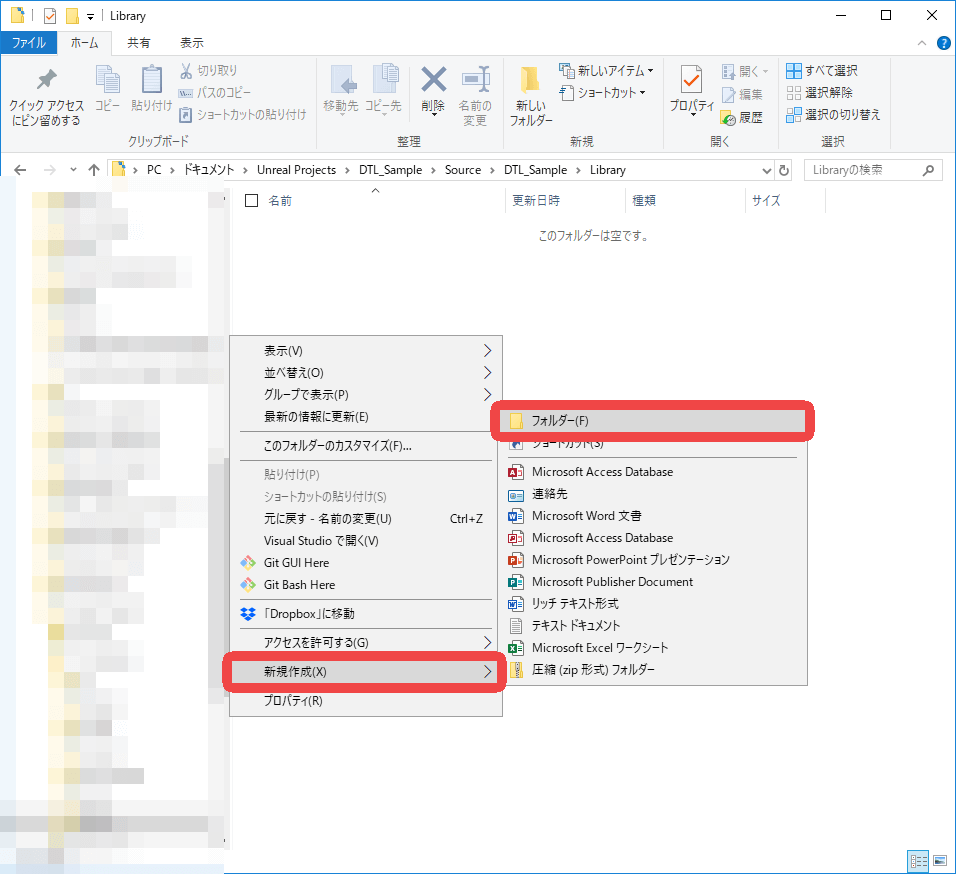 Library
ファイル ホーム 共有 表示
クイック アクセス
にピン留めする
コピー
貼り付け
切り取り
パスのコピー
ショートカットの貼り付け
クリップボード
移動先 コピー先
削除
名前の
変更
整理
新しい
フォルダー
新しいアイテム
ショートカット
新規
プロパティ
開く
編集
履歴
開く
すべて選択
選択解除
選択の切り替え
選択
PC › ドキュメント › Unreal Projects › DTL_Sample › Source › DTL_Sample › Library
Libraryの検索
名前 更新日時 種類 サイズ
このフォルダーは空です。
表示(V)
並べ替え(O)
グループで表示(P)
最新の情報に更新(E)
このフォルダーのカスタマイズ(F)...
貼り付け(P)
ショートカットの貼り付け(S)
元に戻す - 名前の変更(U) Ctrl+Z
Visual Studio で開く(V)
Git GUI Here
Git Bash Here
「Dropbox」に移動
アクセスを許可する(G)
新規作成(X)
プロパティ(R)
フォルダー(F)
ショートカット(S)
Microsoft Access Database
連絡先
Microsoft Word 文書
Microsoft Access Database
Microsoft PowerPoint プレゼンテーション
Microsoft Publisher Document
リッチ テキスト形式
テキスト ドキュメント
Microsoft Excel ワークシート
圧縮 (zip 形式) フォルダー